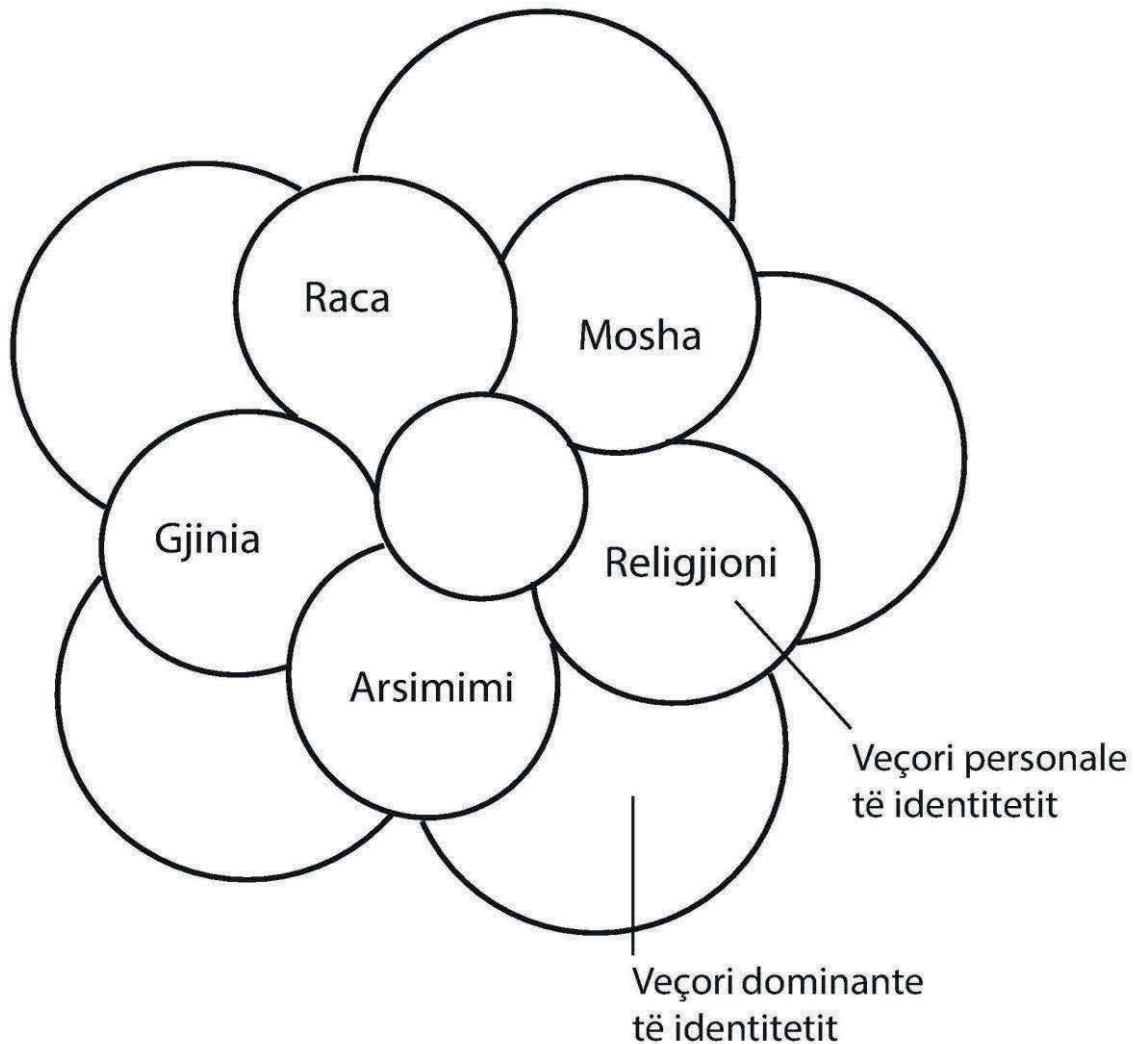 Raca
Mosha
Gjinia
Religjioni
Arsimimi
Veçori personale
të identitetit
Veçori dominante
të identitetit